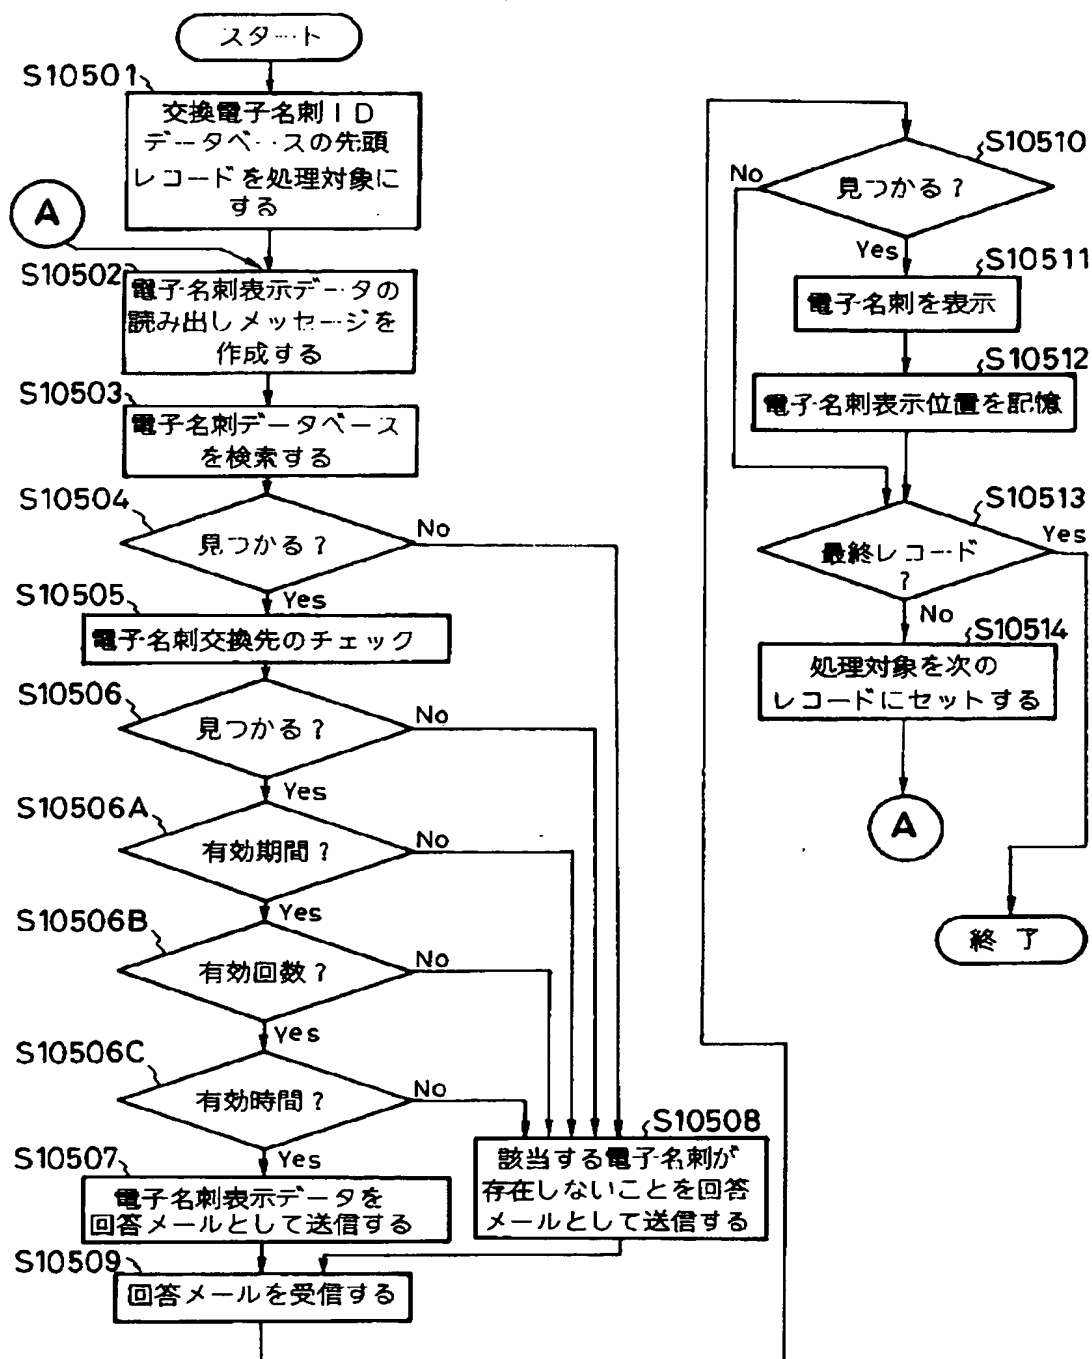 スタート
S10501
交換電子名刺ID
データベースの先頭
レコードを処理対象に
する
A
S10502
電子名刺表示データの
読み出しメッセージを
作成する
S10503
電子名刺データベース
を検索する
S10504
見つかる?
No
Yes
S10505
電子名刺交換先のチェック
S10506
見つかる?
No
Yes
S10506A
有効期間?
No
Yes
S10506B
有効回数?
No
Yes
S10506C
有効時間?
No
Yes
S10507
電子名刺表示データを
回答メールとして送信する
S10508
該当する電子名刺が
存在しないことを回答
メールとして送信する
S10509
回答メールを受信する
S10510
見つかる?
No
Yes
S10511
電子名刺を表示
S10512
電子名刺表示位置を記憶
S10513
最終レコード
?
Yes
No
S10514
処理対象を次の
レコードにセットする
A
終了